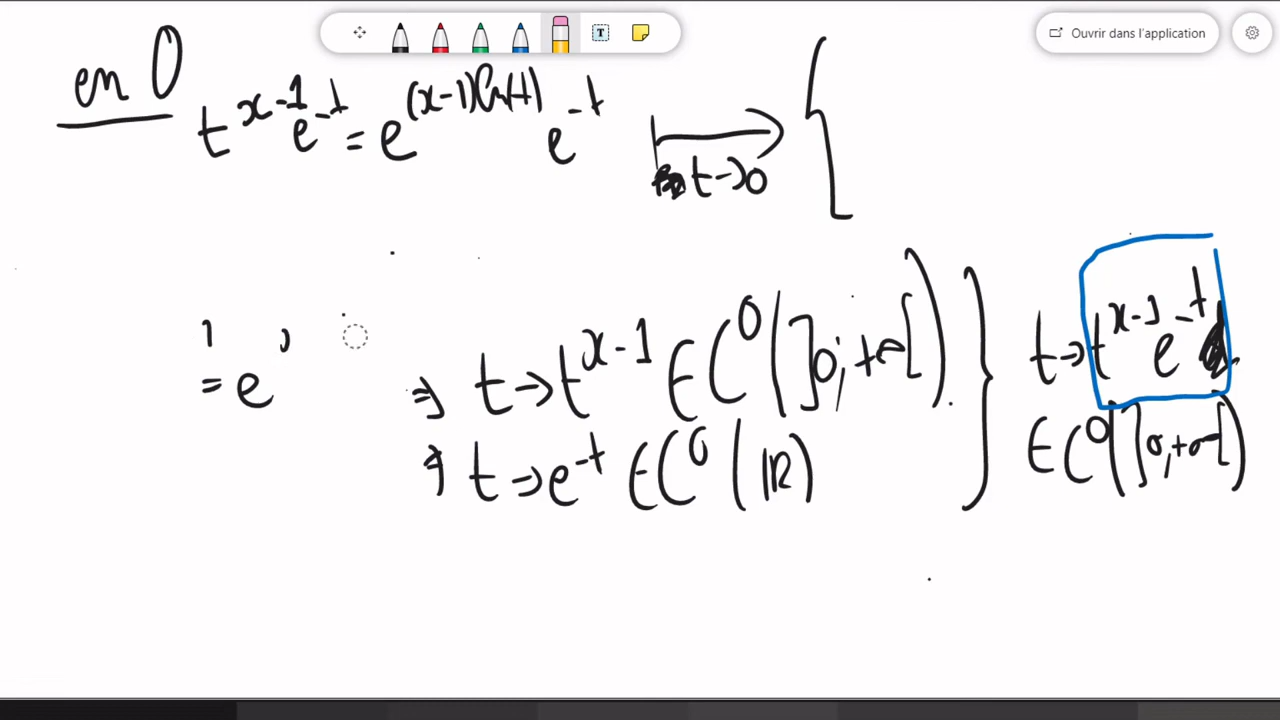 Ouvrir dans l'application
en 0
t^{x-1} e^{-t} = e^{(x-1)ln(t)} e^{-t} ⟼ t→0 {
= e
⇒ t → t^{x-1} ∈ C^0 (]0; +∞[) } t → t^{x-1} e^{-t}
t → e^{-t} ∈ C^0 (ℝ) ∈ C^0 (]0, +∞[)